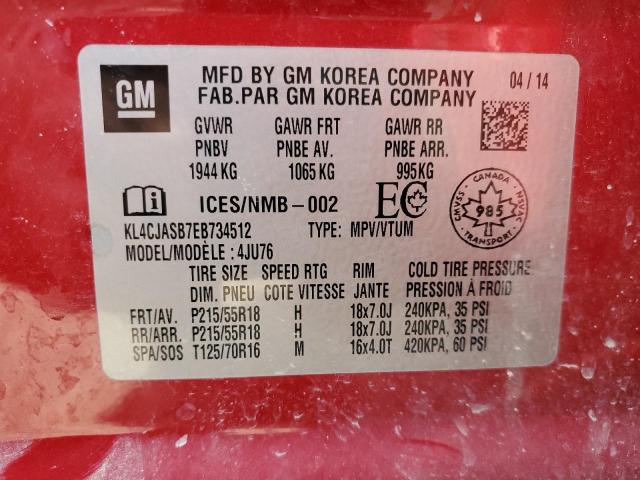 GM
MFD BY GM KOREA COMPANY 04/14
FAB.PAR GM KOREA COMPANY
GVWR GAWR FRT GAWR RR
PNBV PNBE AV. PNBE ARR.
1944 KG 1065 KG 995 KG
ICES/NMB-002 EC
CANADA
CMVSS 985 NSVAC
TRANSPORT
KL4CJASB7EB734512 TYPE: MPV/VTUM
MODEL/MODÈLE: 4JU76
TIRE SIZE SPEED RTG RIM COLD TIRE PRESSURE
DIM. PNEU COTE VITESSE JANTE PRESSION À FROID
FRT/AV. P215/55R18 H 18x7.0J 240KPA, 35 PSI
RR/ARR. P215/55R18 H 18x7.0J 240KPA, 35 PSI
SPA/SOS T125/70R16 M 16x4.0T 420KPA, 60 PSI